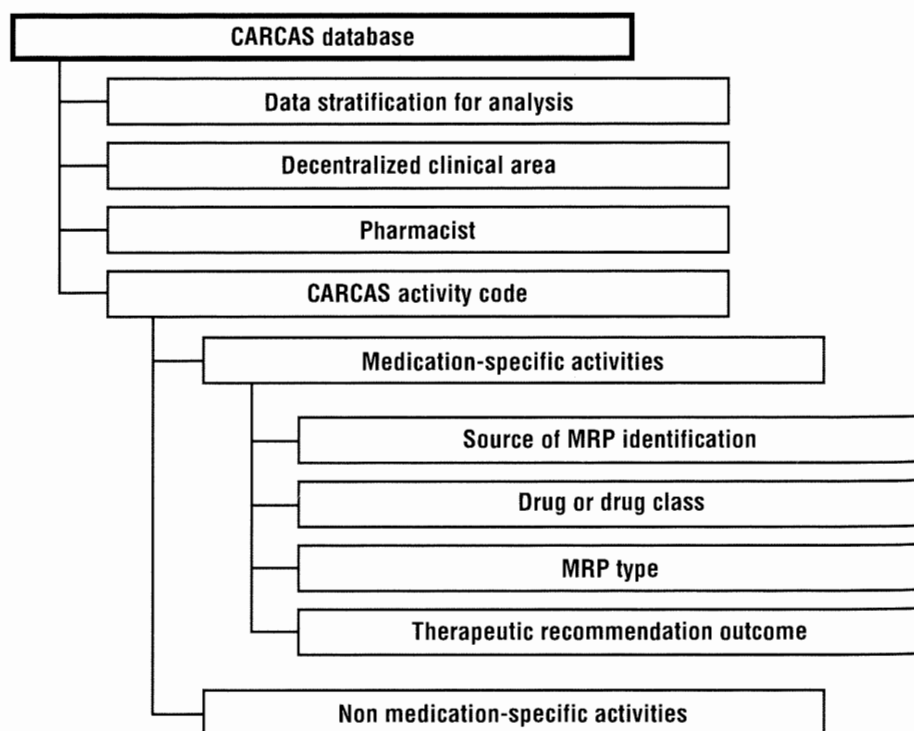 CARCAS database
Data stratification for analysis
Decentralized clinical area
Pharmacist
CARCAS activity code
Medication-specific activities
Source of MRP identification
Drug or drug class
MRP type
Therapeutic recommendation outcome
Non medication-specific activities